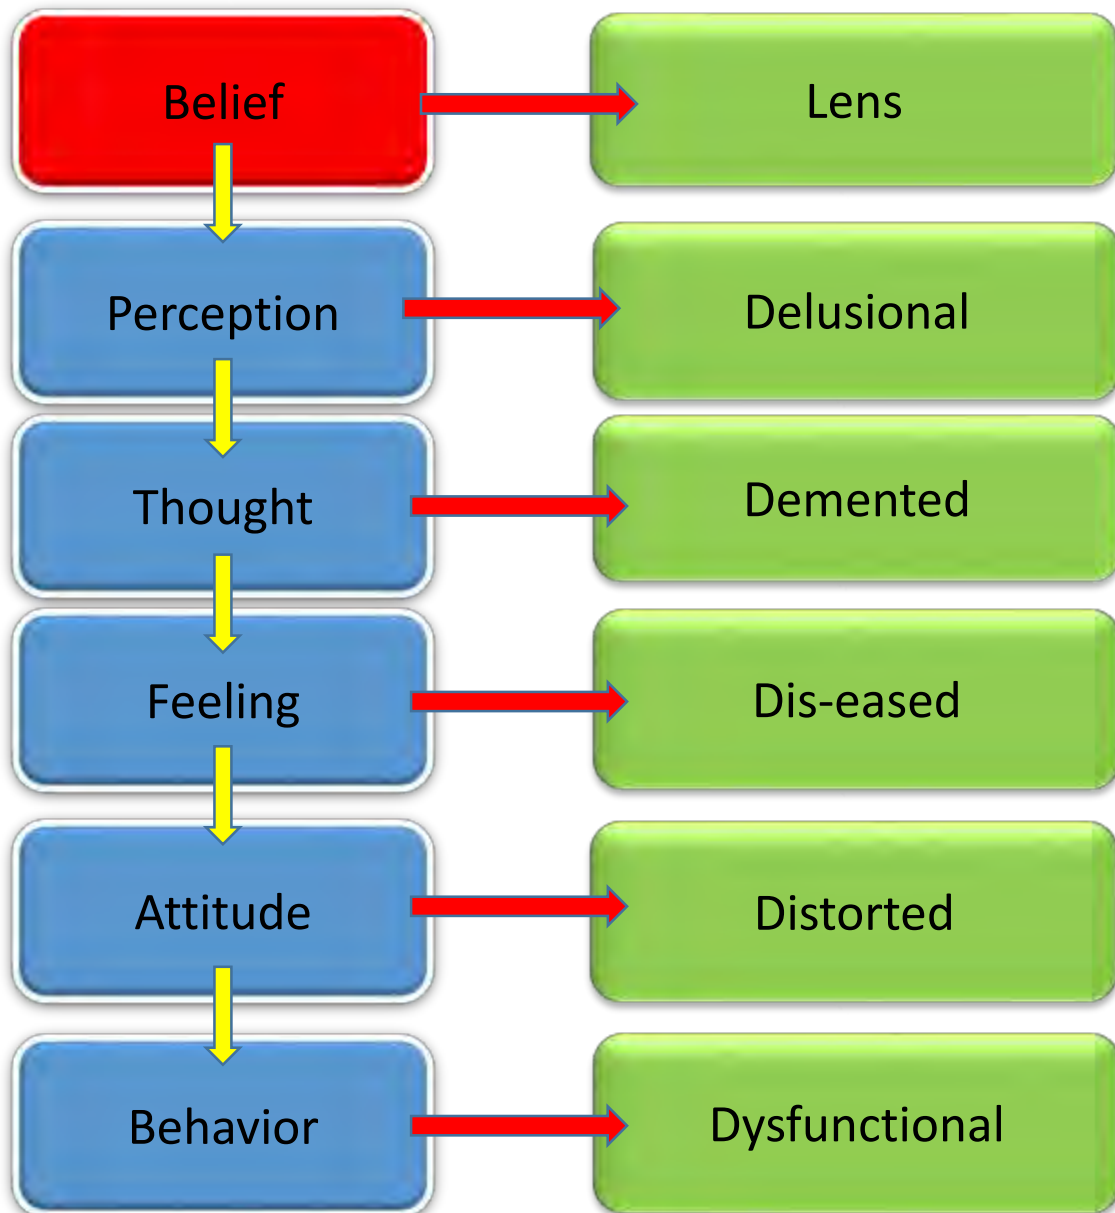 Belief
Lens
Perception
Delusional
Thought
Demented
Feeling
Dis-eased
Attitude
Distorted
Behavior
Dysfunctional